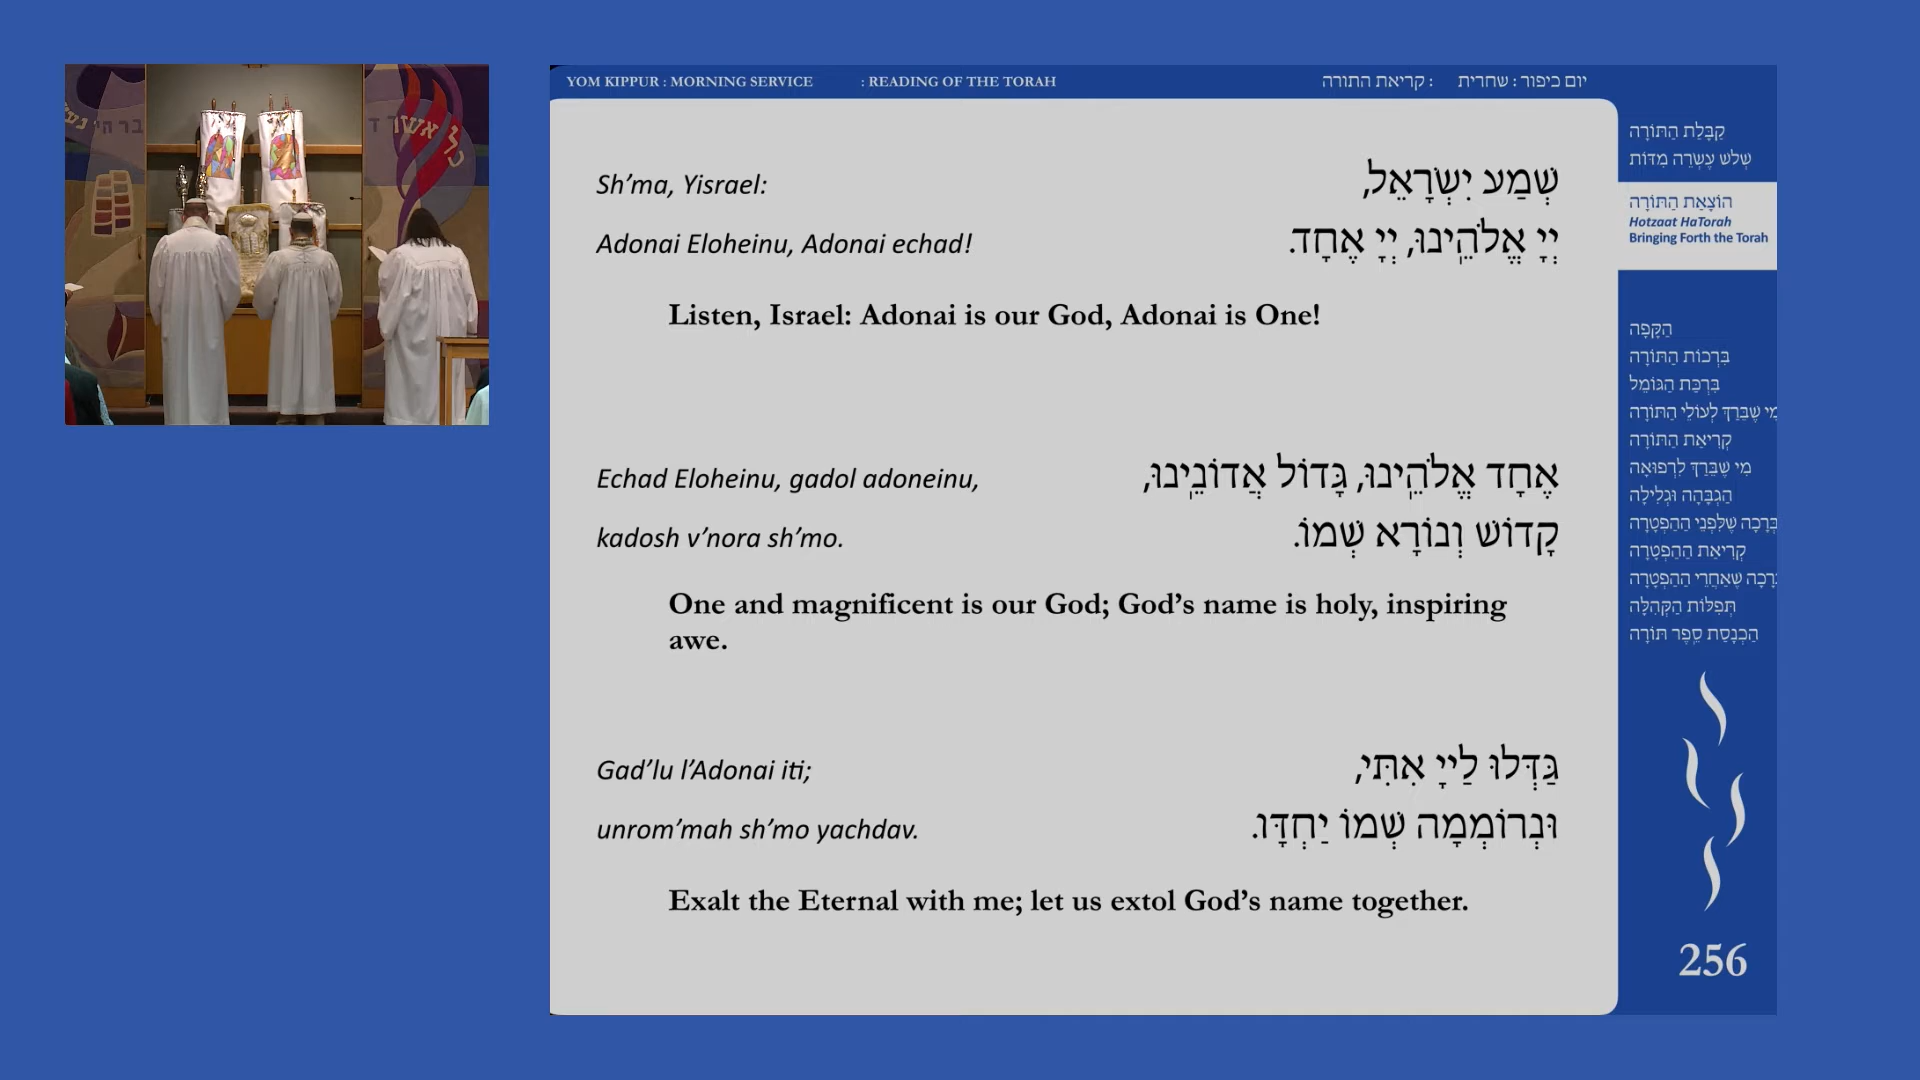 YOM KIPPUR : MORNING SERVICE : READING OF THE TORAH
יום כיפור : שחרית : קריאת התורה
Sh’ma, Yisrael:
שְׁמַע יִשְׂרָאֵל,
Adonai Eloheinu, Adonai echad!
יְיָ אֱלֹהֵֽינוּ, יְיָ אֶחָד.
Listen, Israel: Adonai is our God, Adonai is One!
Echad Eloheinu, gadol adoneinu,
אֶחָד אֱלֹהֵֽינוּ, גָּדוֹל אֲדוֹנֵֽינוּ,
kadosh v’nora sh’mo.
קָדוֹשׁ וְנוֹרָא שְׁמוֹ.
One and magnificent is our God; God’s name is holy, inspiring
awe.
Gad’lu l’Adonai iti;
גַּדְּלוּ לַייָ אִתִּי,
unrom’mah sh’mo yachdav.
וּנְרוֹמְמָה שְׁמוֹ יַחְדָּו.
Exalt the Eternal with me; let us extol God’s name together.
קַבָּלַת הַתּוֹרָה
שְׁלֹשׁ עֶשְׂרֵה מִדּוֹת
הוֹצָאַת הַתּוֹרָה
Hotzaat HaTorah
Bringing Forth the Torah
הַקָּפָה
בִּרְכוֹת הַתּוֹרָה
בִּרְכַּת הַגּוֹמֵל
מִי שֶׁבֵּרַךְ לְעוֹלֵי הַתּוֹרָה
קְרִיאַת הַתּוֹרָה
מִי שֶׁבֵּרַךְ לִרְפוּאָה
הַגְבָּהָה וּגְלִילָה
בְּרָכָה שֶׁלִּפְנֵי הַהַפְטָרָה
קְרִיאַת הַהַפְטָרָה
רָכָה שֶׁאַחֲרֵי הַהַפְטָרָה
תְּפִלּוֹת הַקְּהִלָּה
הַכְנָסַת סֵֽפֶר תּוֹרָה
256